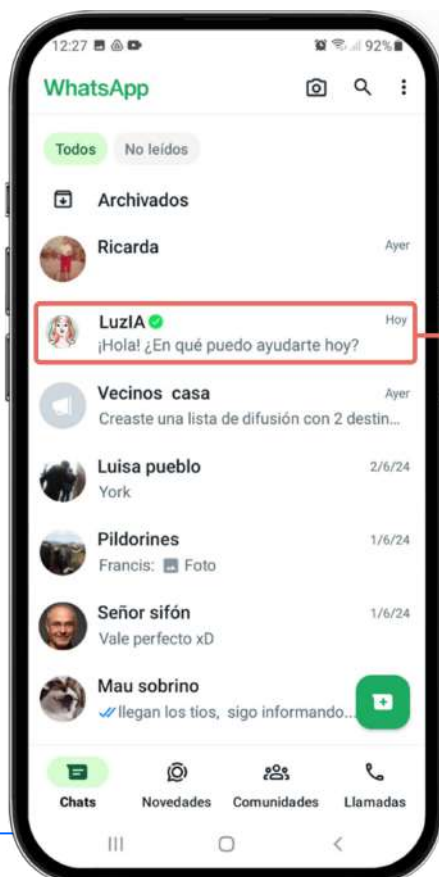 12:27 92%
WhatsApp
Todos No leídos
Archivados
Ricarda Ayer
LuzIA Hoy
¡Hola! ¿En qué puedo ayudarte hoy?
Vecinos casa Ayer
Creaste una lista de difusión con 2 destin...
Luisa pueblo 2/6/24
York
Pildorines 1/6/24
Francis: Foto
Señor sifón 1/6/24
Vale perfecto xD
Mau sobrino
llegan los tíos, sigo informando...
Chats Novedades Comunidades Llamadas